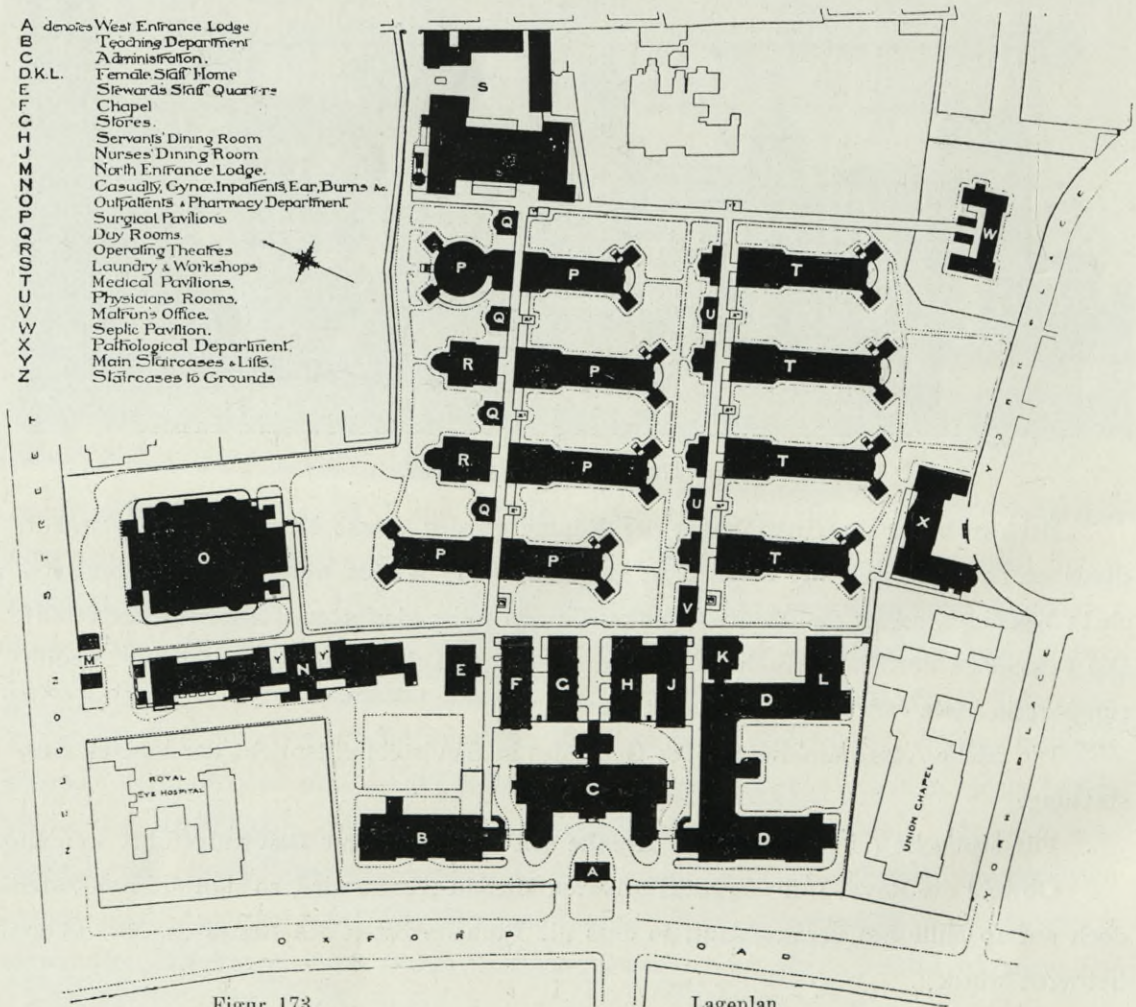 A denotes West Entrance Lodge
B Teaching Department
C Administration.
D.K.L. Female Staff Home
E Stewards Staff Quarters
F Chapel
G Stores.
H Servants' Dining Room
J Nurses' Dining Room
M North Entrance Lodge.
N Casualty, Gynæ. Inpatients, Ear, Burns &c.
O Outpatients & Pharmacy Department
P Surgical Pavilions
Q Day Rooms.
R Operating Theatres
S Laundry & Workshops
T Medical Pavilions.
U Physicians Rooms.
V Matron's Office.
W Septic Pavilion.
X Pathological Department.
Y Main Staircases & Lifts.
Z Staircases to Grounds
S
Q
W
P P T
Q U
R P T
Q
R P T
Q U X
O P P T
V
M Y Y N E F G H J K L
D
ROYAL
EYE HOSPITAL
C
UNION CHAPEL
B D
A
NELSON STREET
OXFORD ROAD
Figur 173.
Lageplan.